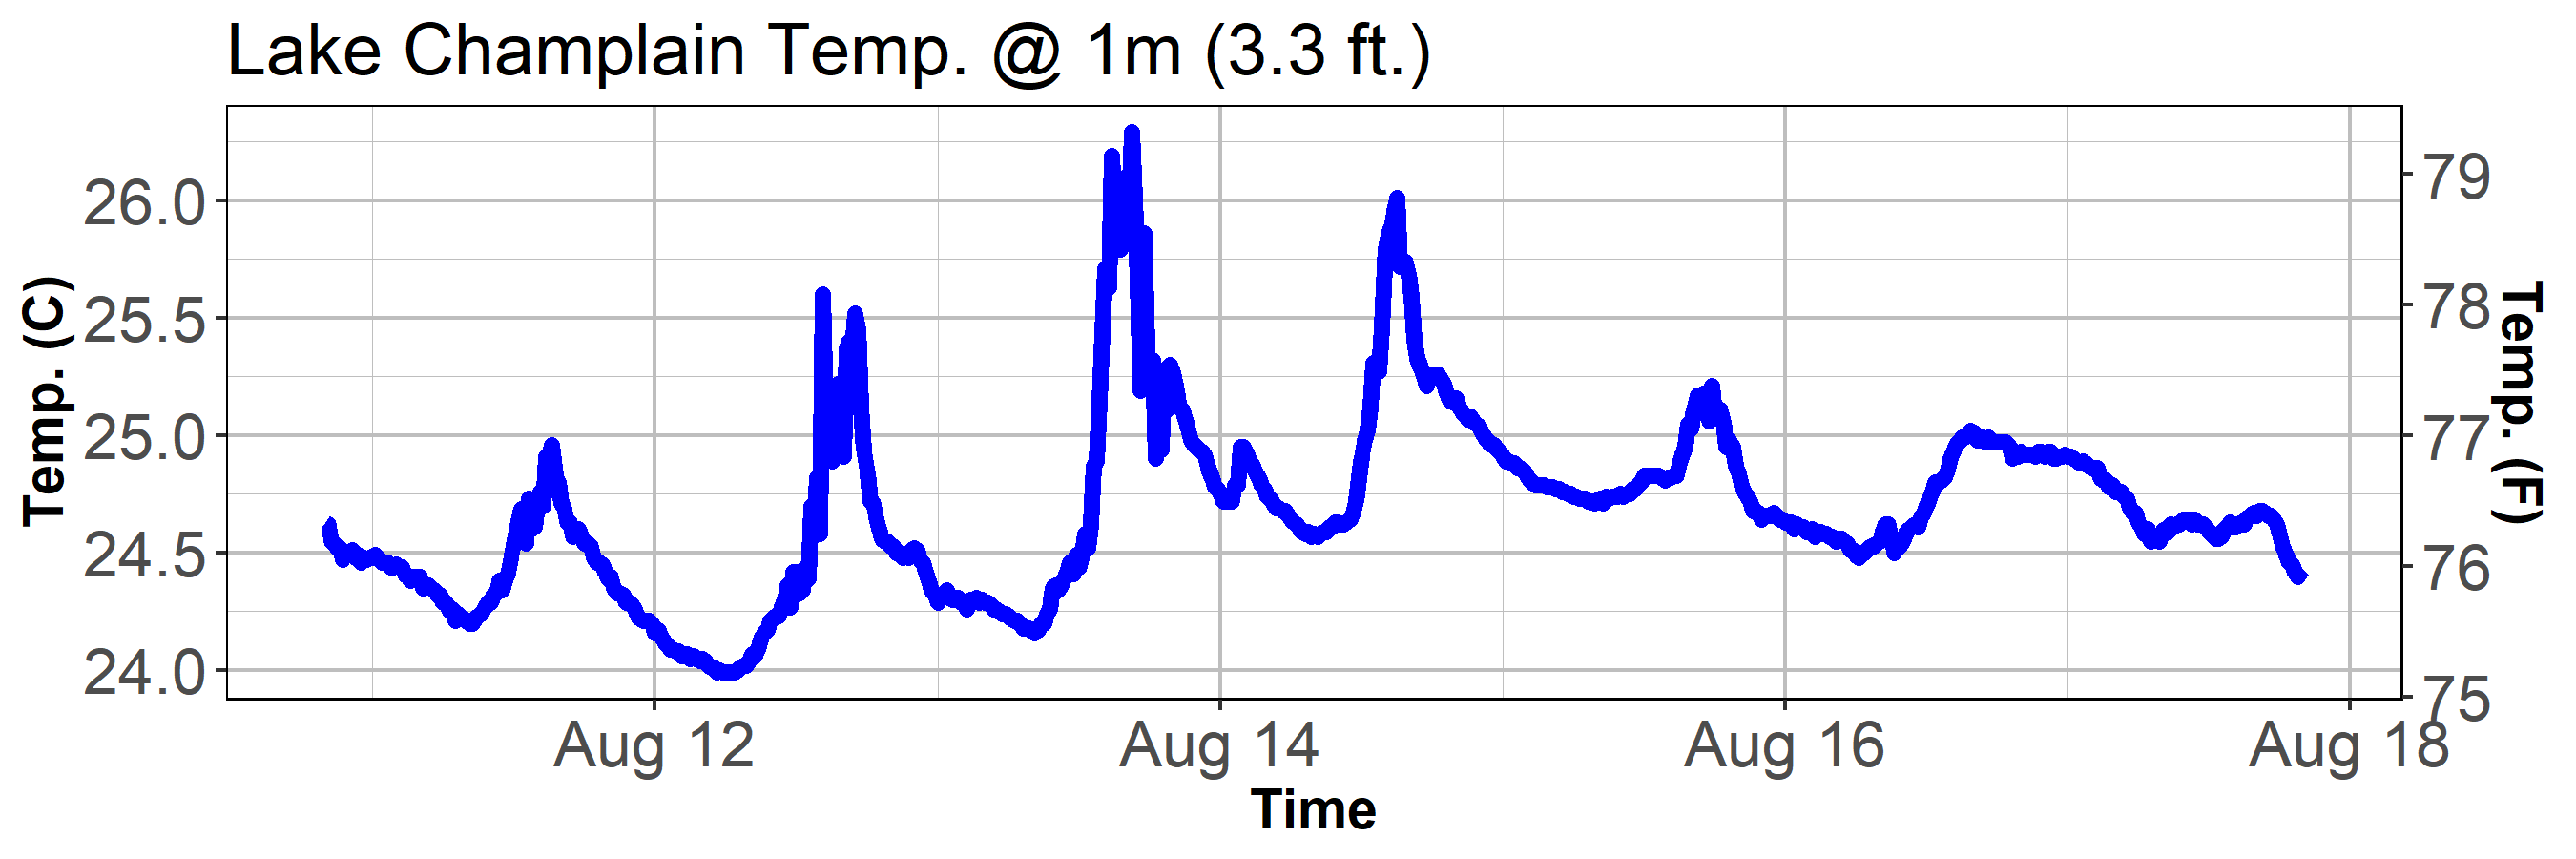 Lake Champlain Temp. @ 1m (3.3 ft.)
Temp. (C)
26.0
25.5
25.0
24.5
24.0
79
78
77
76
75
Temp. (F)
Aug 12 Aug 14 Aug 16 Aug 18
Time